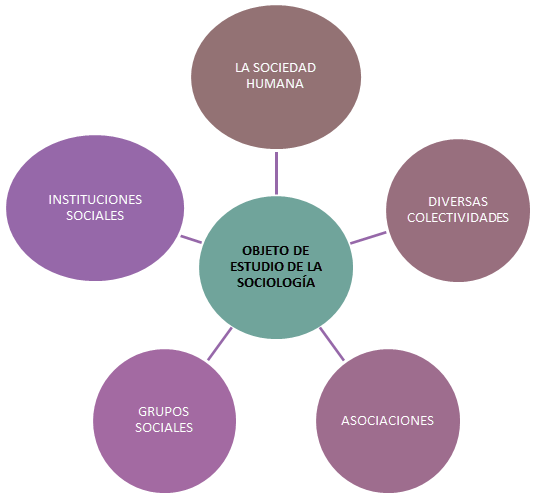 LA SOCIEDAD
HUMANA
INSTITUCIONES
SOCIALES
DIVERSAS
COLECTIVIDADES
OBJETO DE
ESTUDIO DE LA
SOCIOLOGÍA
GRUPOS
SOCIALES
ASOCIACIONES